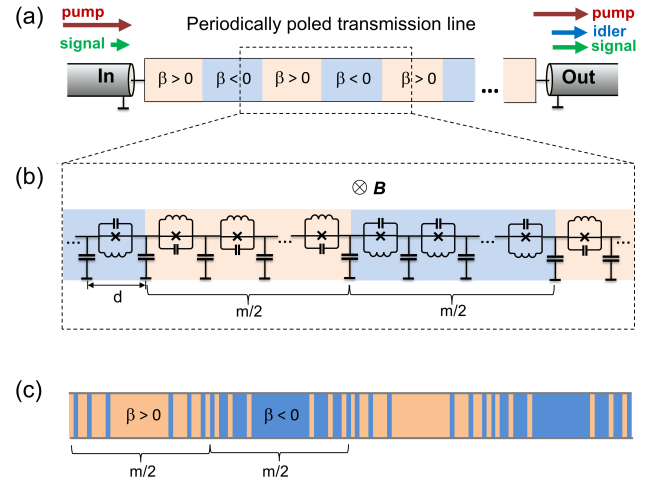 (a)
Periodically poled transmission line
pump
signal
pump
idler
signal
In
β > 0
β < 0
β > 0
β < 0
β > 0
...
Out
(b)
⊗ B
...
...
...
...
d
m/2
m/2
(c)
β > 0
β < 0
m/2
m/2